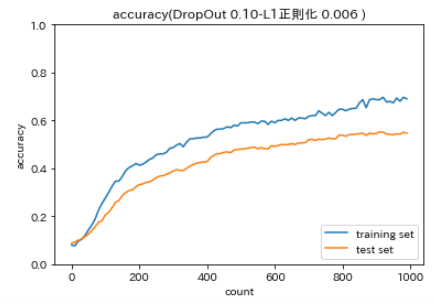 accuracy(DropOut 0.10-L1正則化 0.006 )
1.0
0.8
0.6
0.4
0.2
0.0
accuracy
training set
test set
0 200 400 600 800 1000
count